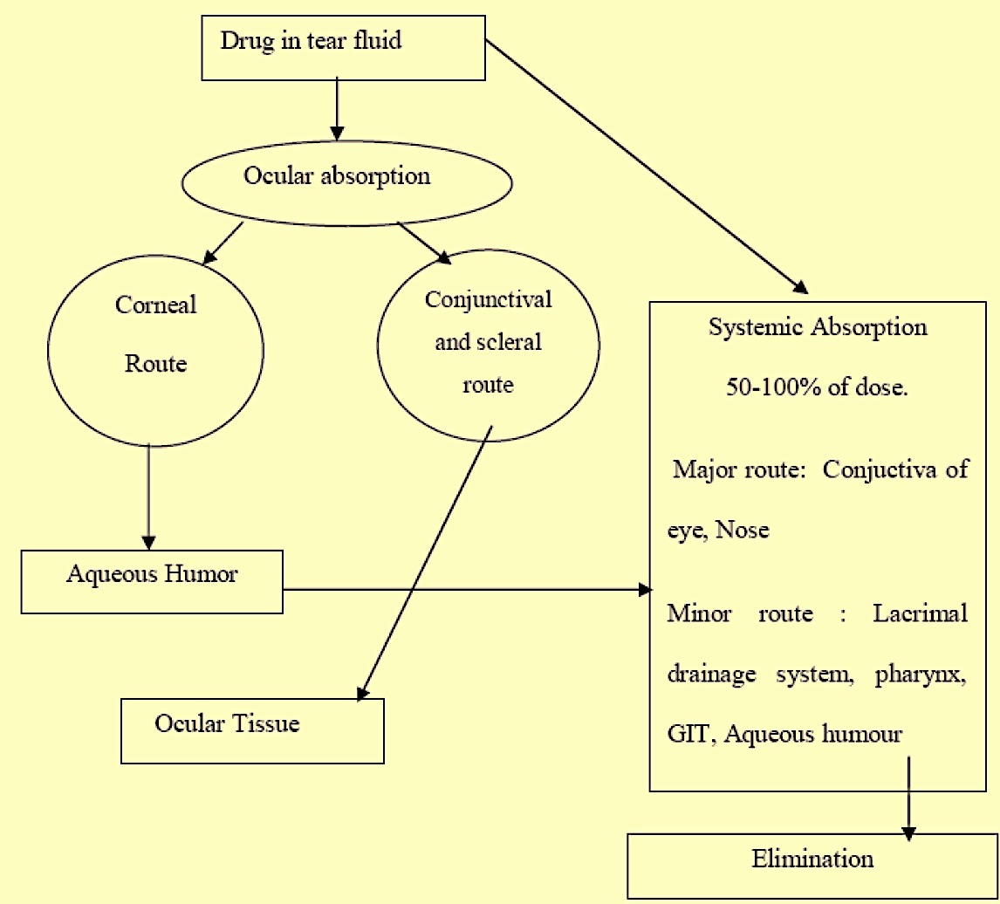 Drug in tear fluid
Ocular absorption
Corneal
Route
Conjunctival
and scleral
route
Systemic Absorption
50-100% of dose.
Major route: Conjuctiva of
eye, Nose
Minor route : Lacrimal
drainage system, pharynx,
GIT, Aqueous humour
Aqueous Humor
Ocular Tissue
Elimination